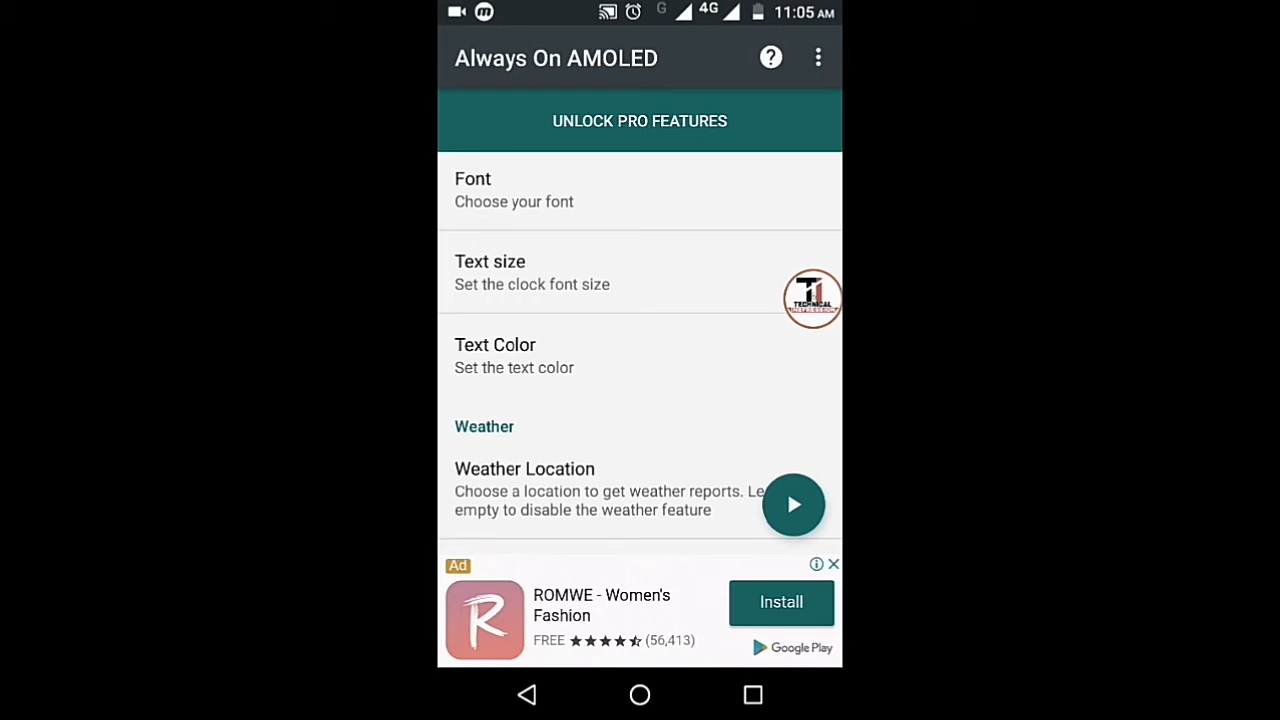 G 4G 11:05 AM
Always On AMOLED
UNLOCK PRO FEATURES
Font
Choose your font
Text size
Set the clock font size
TECHNICAL
Text Color
Set the text color
Weather
Weather Location
Choose a location to get weather reports. Le
empty to disable the weather feature
Ad
ROMWE - Women's
Fashion
Install
FREE (56,413)
Google Play